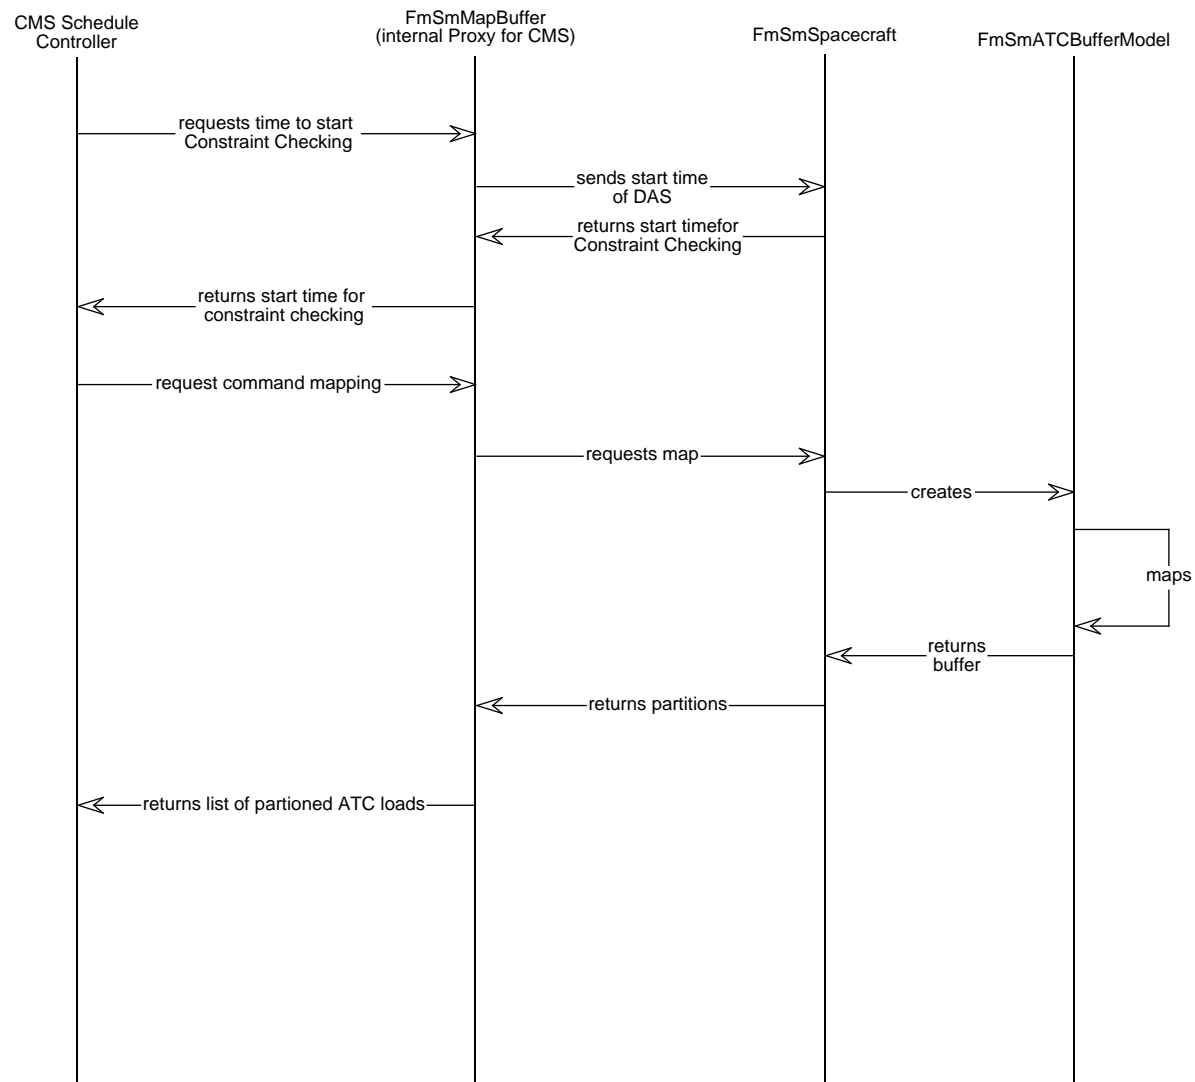 CMS Schedule
Controller
FmSmMapBuffer
(internal Proxy for CMS)
FmSmSpacecraft
FmSmATCBufferModel
requests time to start
Constraint Checking
sends start time
of DAS
returns start timefor
Constraint Checking
returns start time for
constraint checking
request command mapping
requests map
creates
maps
returns
buffer
returns partitions
returns list of partioned ATC loads